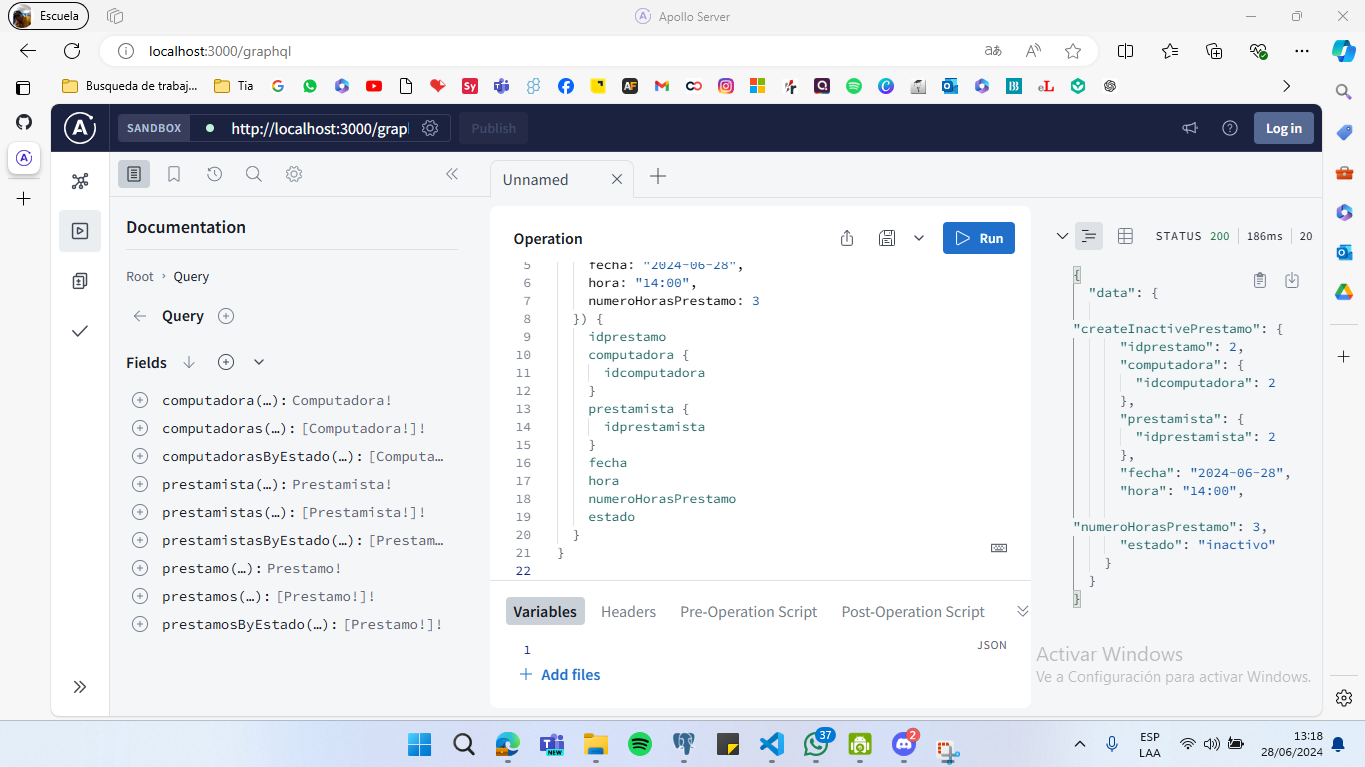 Escuela
Apollo Server
localhost:3000/graphql
Busqueda de trabaj...
Tia
SANDBOX
http://localhost:3000/grap
Publish
Log in
Unnamed
Documentation
Root › Query
Query
Fields
computadora(…): Computadora!
computadoras(…): [Computadora!]!
computadorasByEstado(…): [Computa…
prestamista(…): Prestamista!
prestamistas(…): [Prestamista!]!
prestamistasByEstado(…): [Prestam…
prestamo(…): Prestamo!
prestamos(…): [Prestamo!]!
prestamosByEstado(…): [Prestamo!]!
Operation
Run
5 fecha: "2024-06-28",
6 hora: "14:00",
7 numeroHorasPrestamo: 3
8 }) {
9 idprestamo
10 computadora {
11 idcomputadora
12 }
13 prestamista {
14 idprestamista
15 }
16 fecha
17 hora
18 numeroHorasPrestamo
19 estado
20 }
21 }
22
Variables Headers Pre-Operation Script Post-Operation Script
1
JSON
Add files
STATUS 200 186ms 20
{
"data": {
"createInactivePrestamo": {
"idprestamo": 2,
"computadora": {
"idcomputadora": 2
},
"prestamista": {
"idprestamista": 2
},
"fecha": "2024-06-28",
"hora": "14:00",
"numeroHorasPrestamo": 3,
"estado": "inactivo"
}
}
}
Activar Windows
Ve a Configuración para activar Windows.
NEW
37
2
ESP
LAA
13:18
28/06/2024